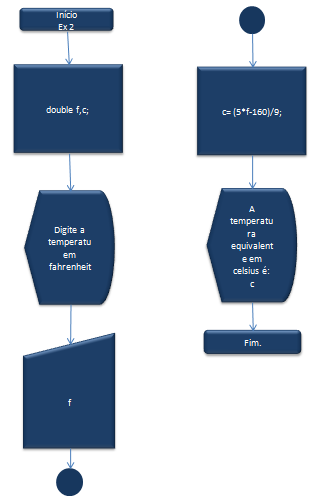 Início
Ex 2
double f,c;
Digite a
temperatu
em
fahrenheit
f
c= (5*f-160)/9;
A
temperatu
ra
equivalent
e em
celsius é:
c
Fim.